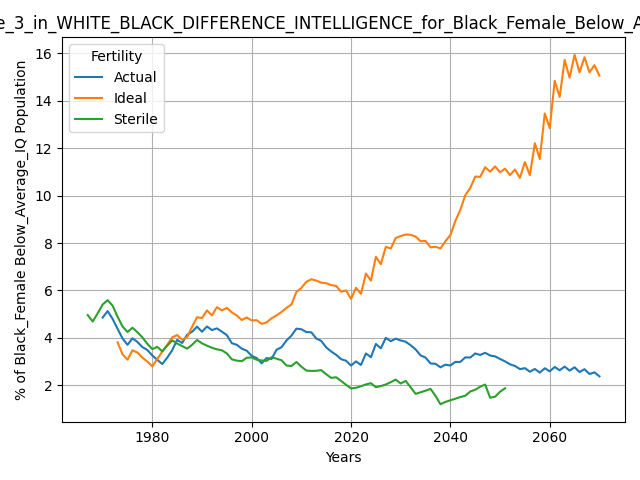 e_3_in_WHITE_BLACK_DIFFERENCE_INTELLIGENCE_for_Black_Female_Below_A
Fertility
Actual
Ideal
Sterile
% of Black_Female Below_Average_IQ Population
16
14
12
10
8
6
4
2
1980 2000 2020 2040 2060
Years